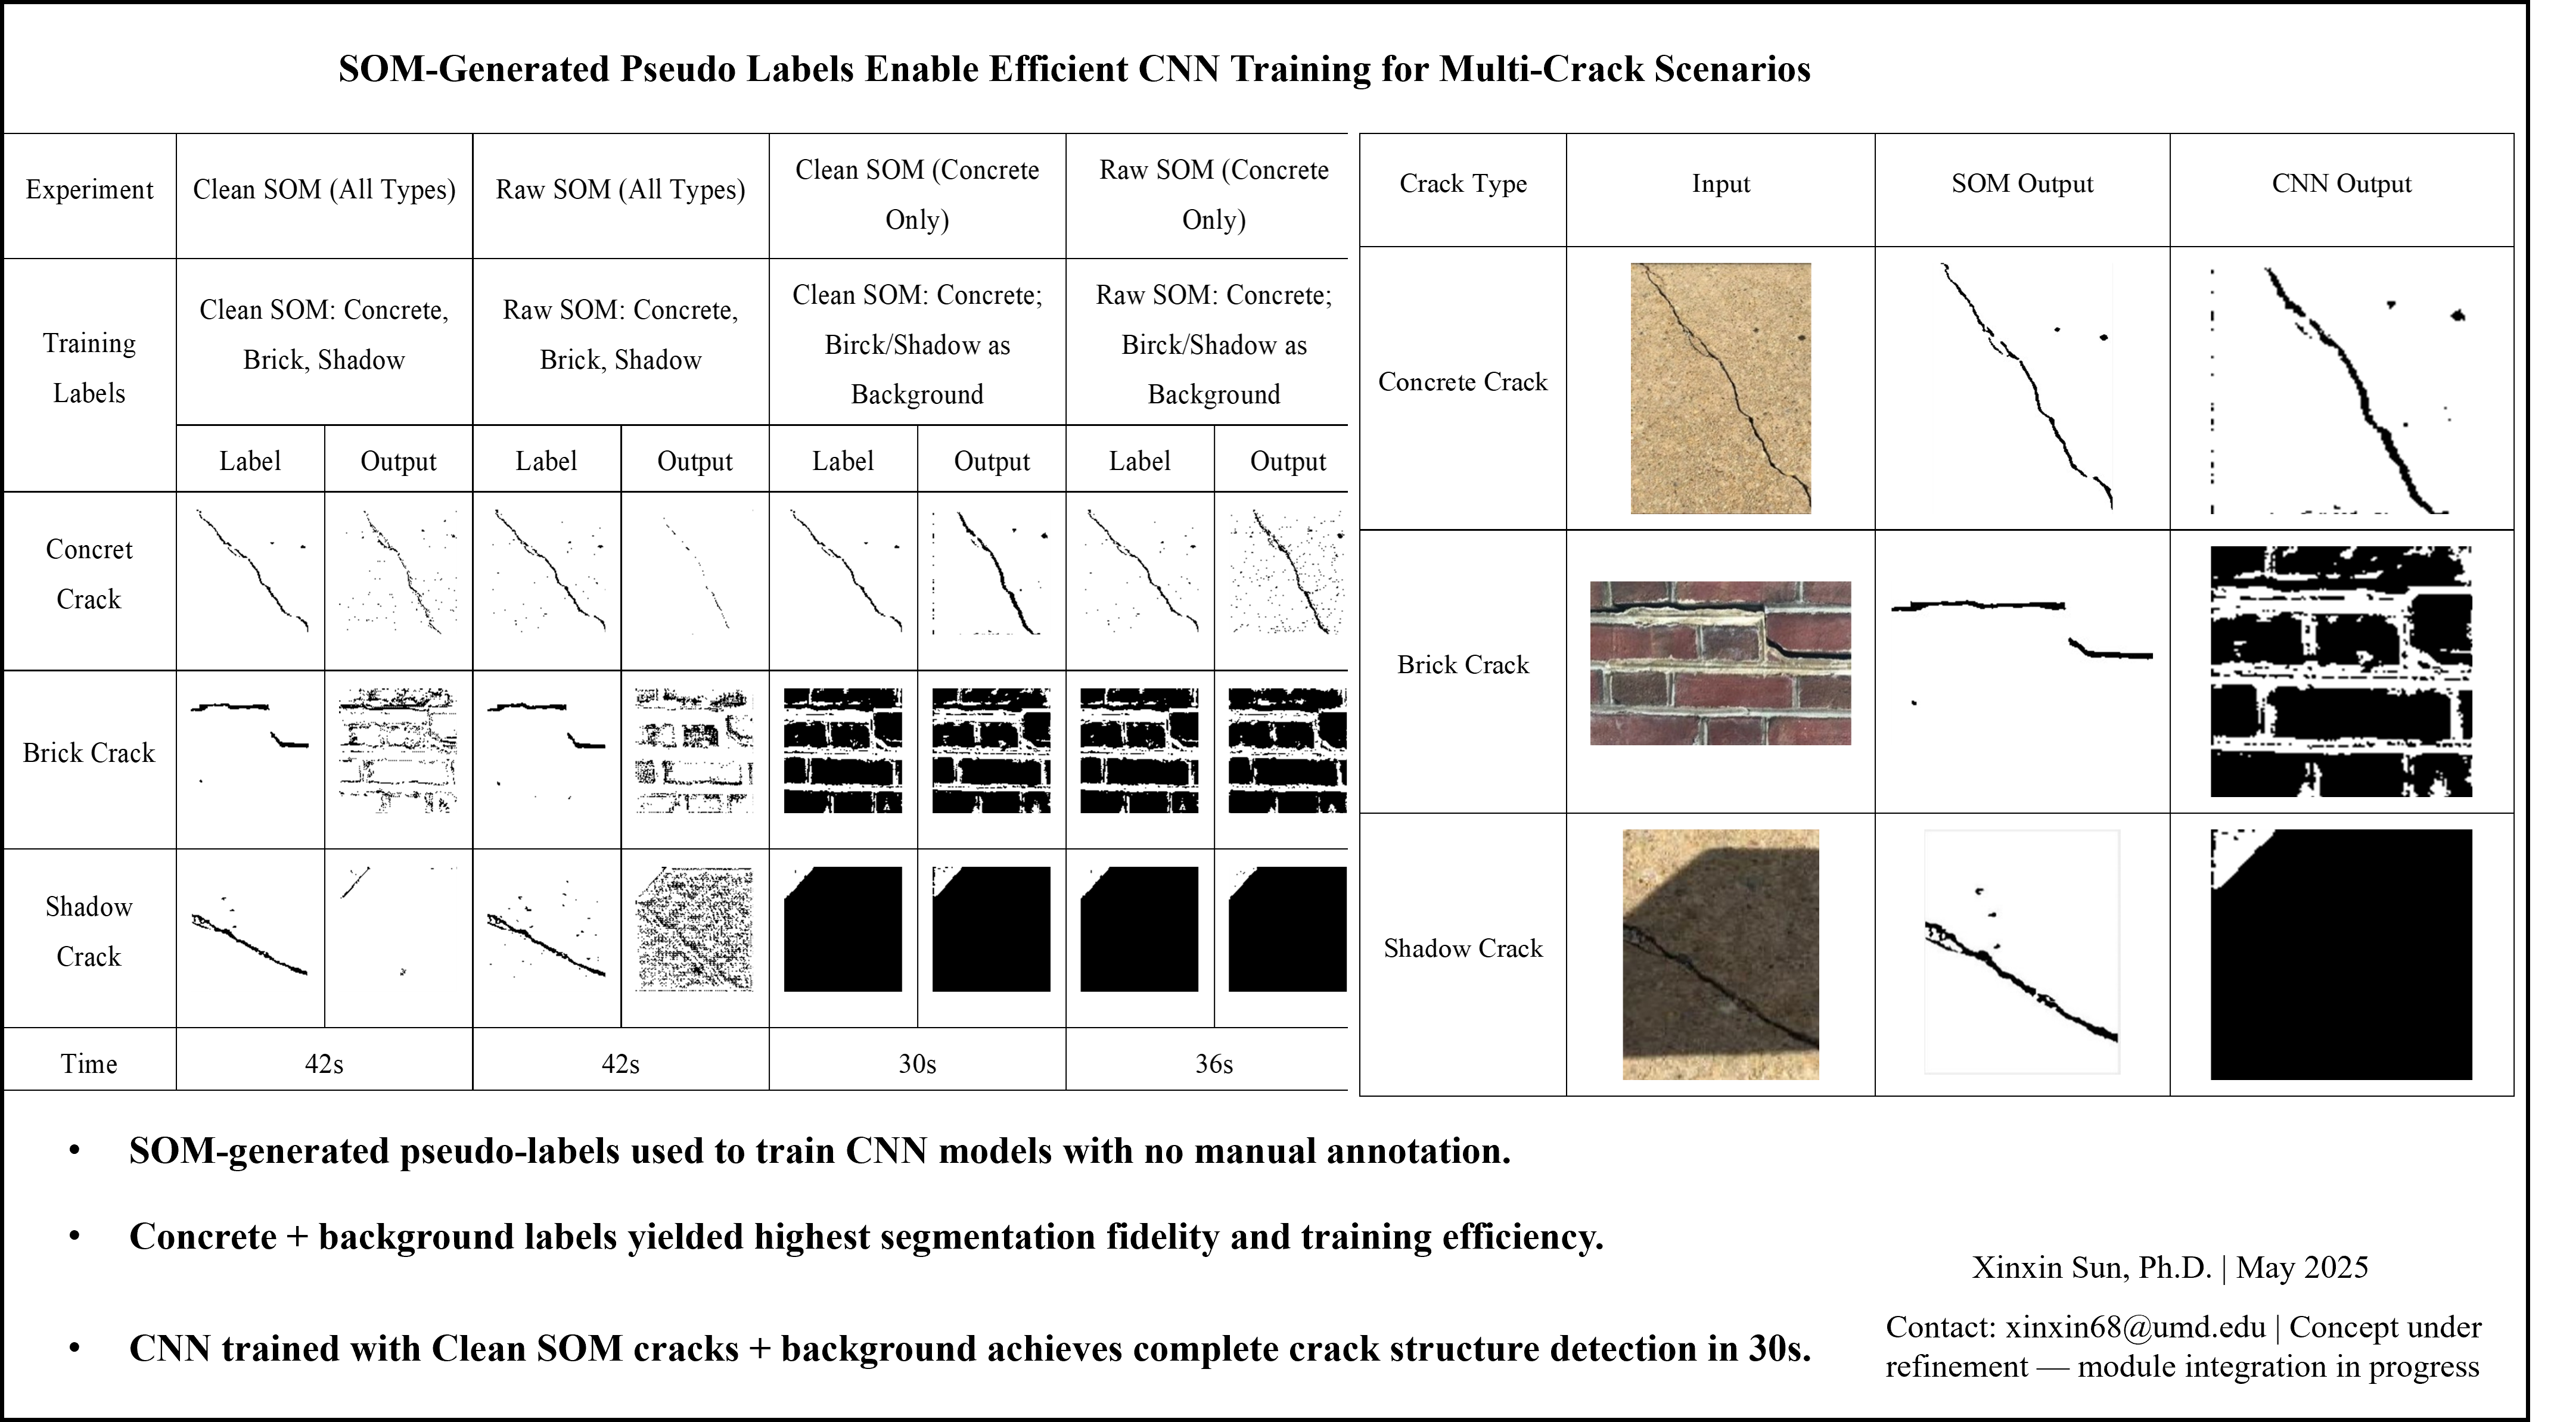 SOM-Generated Pseudo Labels Enable Efficient CNN Training for Multi-Crack Scenarios
Experiment
Clean SOM (All Types)
Raw SOM (All Types)
Clean SOM (Concrete
Only)
Raw SOM (Concrete
Only)
Training
Labels
Clean SOM: Concrete,
Brick, Shadow
Raw SOM: Concrete,
Brick, Shadow
Clean SOM: Concrete;
Birck/Shadow as
Background
Raw SOM: Concrete;
Birck/Shadow as
Background
Label
Output
Label
Output
Label
Output
Label
Output
Concret
Crack
Brick Crack
Shadow
Crack
Time
42s
42s
30s
36s
Crack Type
Input
SOM Output
CNN Output
Concrete Crack
Brick Crack
Shadow Crack
• SOM-generated pseudo-labels used to train CNN models with no manual annotation.
• Concrete + background labels yielded highest segmentation fidelity and training efficiency.
• CNN trained with Clean SOM cracks + background achieves complete crack structure detection in 30s.
Xinxin Sun, Ph.D. | May 2025
Contact: xinxin68@umd.edu | Concept under
refinement — module integration in progress